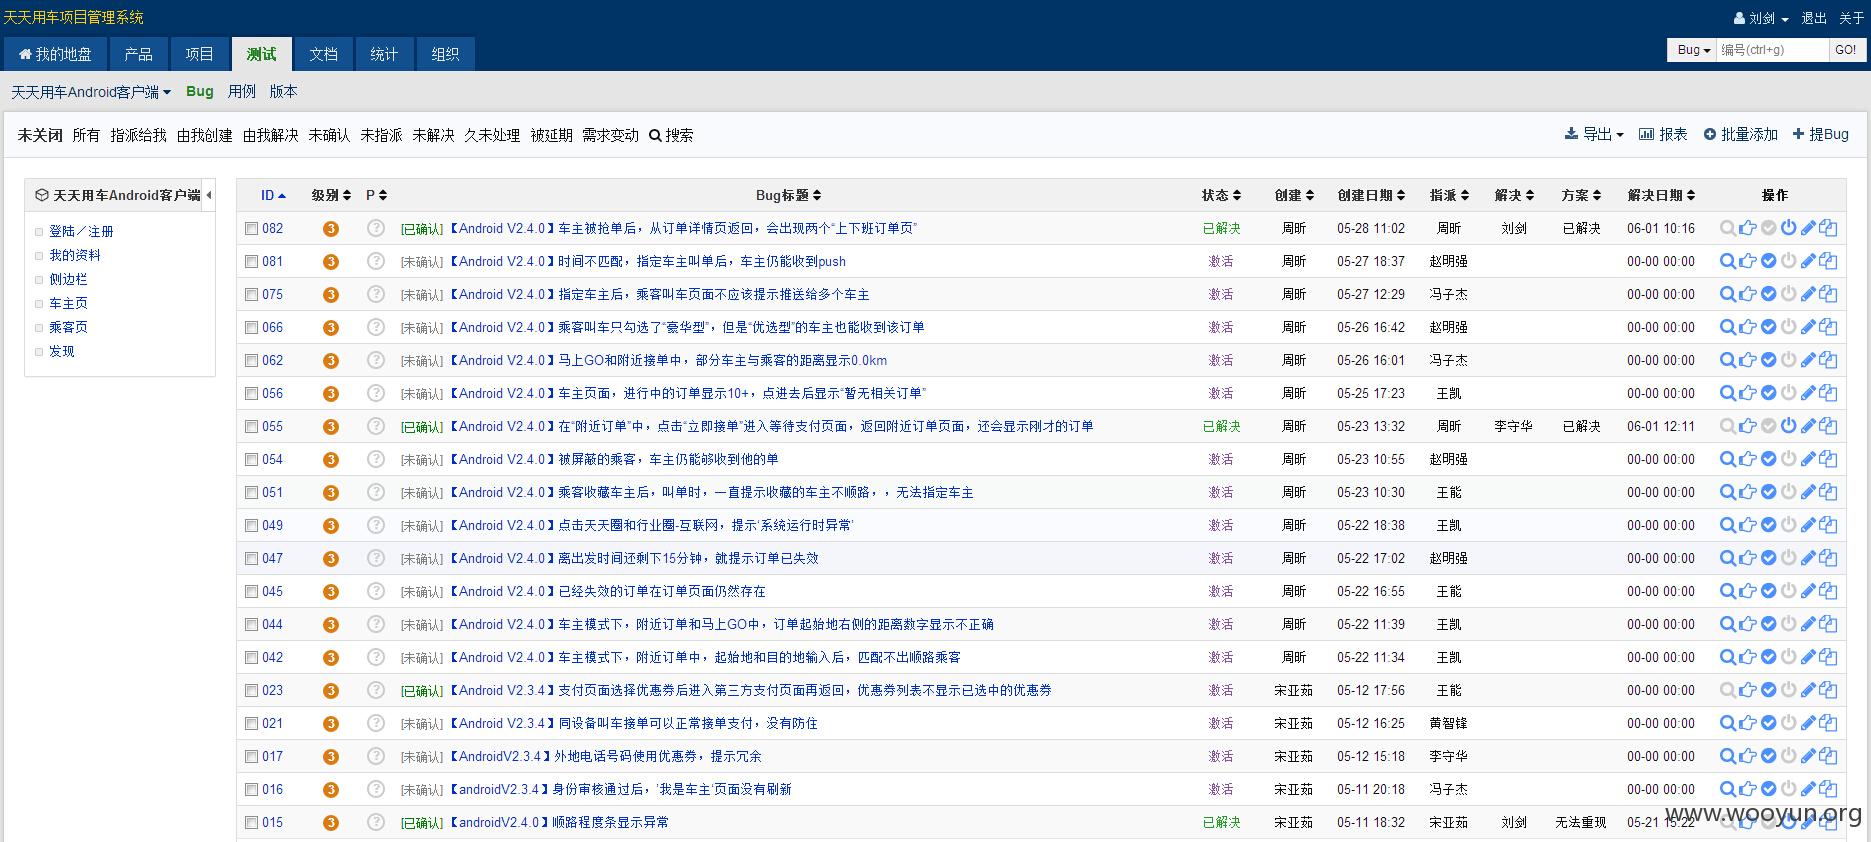 天天用车项目管理系统
刘剑 退出 关于
我的地盘 产品 项目 测试 文档 统计 组织
Bug 编号(ctrl+g) GO!
天天用车Android客户端 Bug 用例 版本
未关闭 所有 指派给我 由我创建 由我解决 未确认 未指派 未解决 久未处理 被延期 需求变动 搜索
导出 报表 批量添加 提Bug
天天用车Android客户端
登陆／注册
我的资料
侧边栏
车主页
乘客页
发现
ID 级别 P Bug标题 状态 创建 创建日期 指派 解决 方案 解决日期 操作
082 3 ? [已确认] 【Android V2.4.0】车主被抢单后，从订单详情页返回，会出现两个“上下班订单页” 已解决 周昕 05-28 11:02 周昕 刘剑 已解决 06-01 10:16
081 3 ? [未确认] 【Android V2.4.0】时间不匹配，指定车主叫单后，车主仍能收到push 激活 周昕 05-27 18:37 赵明强 00-00 00:00
075 3 ? [未确认] 【Android V2.4.0】指定车主后，乘客叫车页面不应该提示推送给多个车主 激活 周昕 05-27 12:29 冯子杰 00-00 00:00
066 3 ? [未确认] 【Android V2.4.0】乘客叫车只勾选了“豪华型”，但是“优选型”的车主也能收到该订单 激活 周昕 05-26 16:42 赵明强 00-00 00:00
062 3 ? [未确认] 【Android V2.4.0】马上GO和附近接单中，部分车主与乘客的距离显示0.0km 激活 周昕 05-26 16:01 冯子杰 00-00 00:00
056 3 ? [未确认] 【Android V2.4.0】车主页面，进行中的订单显示10+，点进去后显示“暂无相关订单” 激活 周昕 05-25 17:23 王凯 00-00 00:00
055 3 ? [已确认] 【Android V2.4.0】在“附近订单”中，点击“立即接单”进入等待支付页面，返回附近订单页面，还会显示刚才的订单 已解决 周昕 05-23 13:32 周昕 李守华 已解决 06-01 12:11
054 3 ? [未确认] 【Android V2.4.0】被屏蔽的乘客，车主仍能够收到他的单 激活 周昕 05-23 10:55 赵明强 00-00 00:00
051 3 ? [未确认] 【Android V2.4.0】乘客收藏车主后，叫单时，一直提示收藏的车主不顺路，，无法指定车主 激活 周昕 05-23 10:30 王能 00-00 00:00
049 3 ? [未确认] 【Android V2.4.0】点击天天圈和行业圈-互联网，提示‘系统运行时异常’ 激活 周昕 05-22 18:38 王凯 00-00 00:00
047 3 ? [未确认] 【Android V2.4.0】离出发时间还剩下15分钟，就提示订单已失效 激活 周昕 05-22 17:02 赵明强 00-00 00:00
045 3 ? [未确认] 【Android V2.4.0】已经失效的订单在订单页面仍然存在 激活 周昕 05-22 16:55 王能 00-00 00:00
044 3 ? [未确认] 【Android V2.4.0】车主模式下，附近订单和马上GO中，订单起始地右侧的距离数字显示不正确 激活 周昕 05-22 11:39 王凯 00-00 00:00
042 3 ? [未确认] 【Android V2.4.0】车主模式下，附近订单中，起始地和目的地输入后，匹配不出顺路乘客 激活 周昕 05-22 11:34 王凯 00-00 00:00
023 3 ? [已确认] 【Android V2.3.4】支付页面选择优惠券后进入第三方支付页面再返回，优惠券列表不显示已选中的优惠券 激活 宋亚茹 05-12 17:56 王能 00-00 00:00
021 3 ? [未确认] 【Android V2.3.4】同设备叫车接单可以正常接单支付，没有防住 激活 宋亚茹 05-12 16:25 黄智锋 00-00 00:00
017 3 ? [未确认] 【AndroidV2.3.4】外地电话号码使用优惠券，提示冗余 激活 宋亚茹 05-12 15:18 李守华 00-00 00:00
016 3 ? [未确认] 【androidV2.3.4】身份审核通过后，‘我是车主‘页面没有刷新 激活 宋亚茹 05-11 20:18 冯子杰 00-00 00:00
015 3 ? [已确认] 【androidV2.4.0】顺路程度条显示异常 已解决 宋亚茹 05-11 18:32 宋亚茹 刘剑 无法重现 05-21 15:22
www.wooyun.org